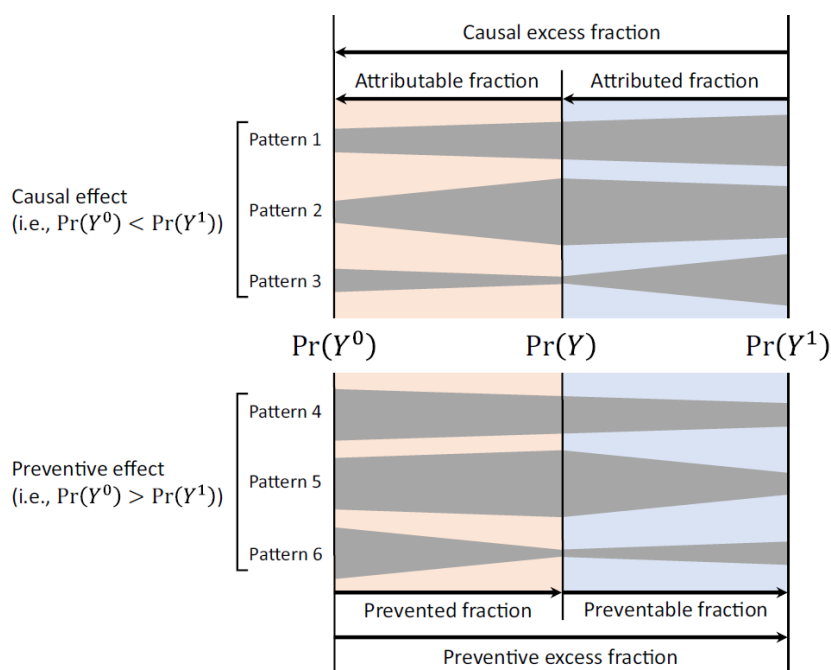 Causal excess fraction
Attributable fraction
Attributed fraction
Pattern 1
Causal effect
(i.e., Pr(Y⁰) < Pr(Y¹))
Pattern 2
Pattern 3
Pr(Y⁰)
Pr(Y)
Pr(Y¹)
Pattern 4
Preventive effect
(i.e., Pr(Y⁰) > Pr(Y¹))
Pattern 5
Pattern 6
Prevented fraction
Preventable fraction
Preventive excess fraction